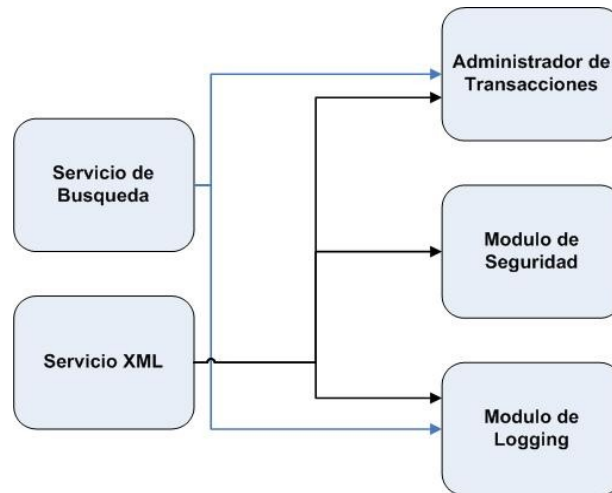 Administrador de
Transacciones
Servicio de
Busqueda
Modulo de
Seguridad
Servicio XML
Modulo de
Logging